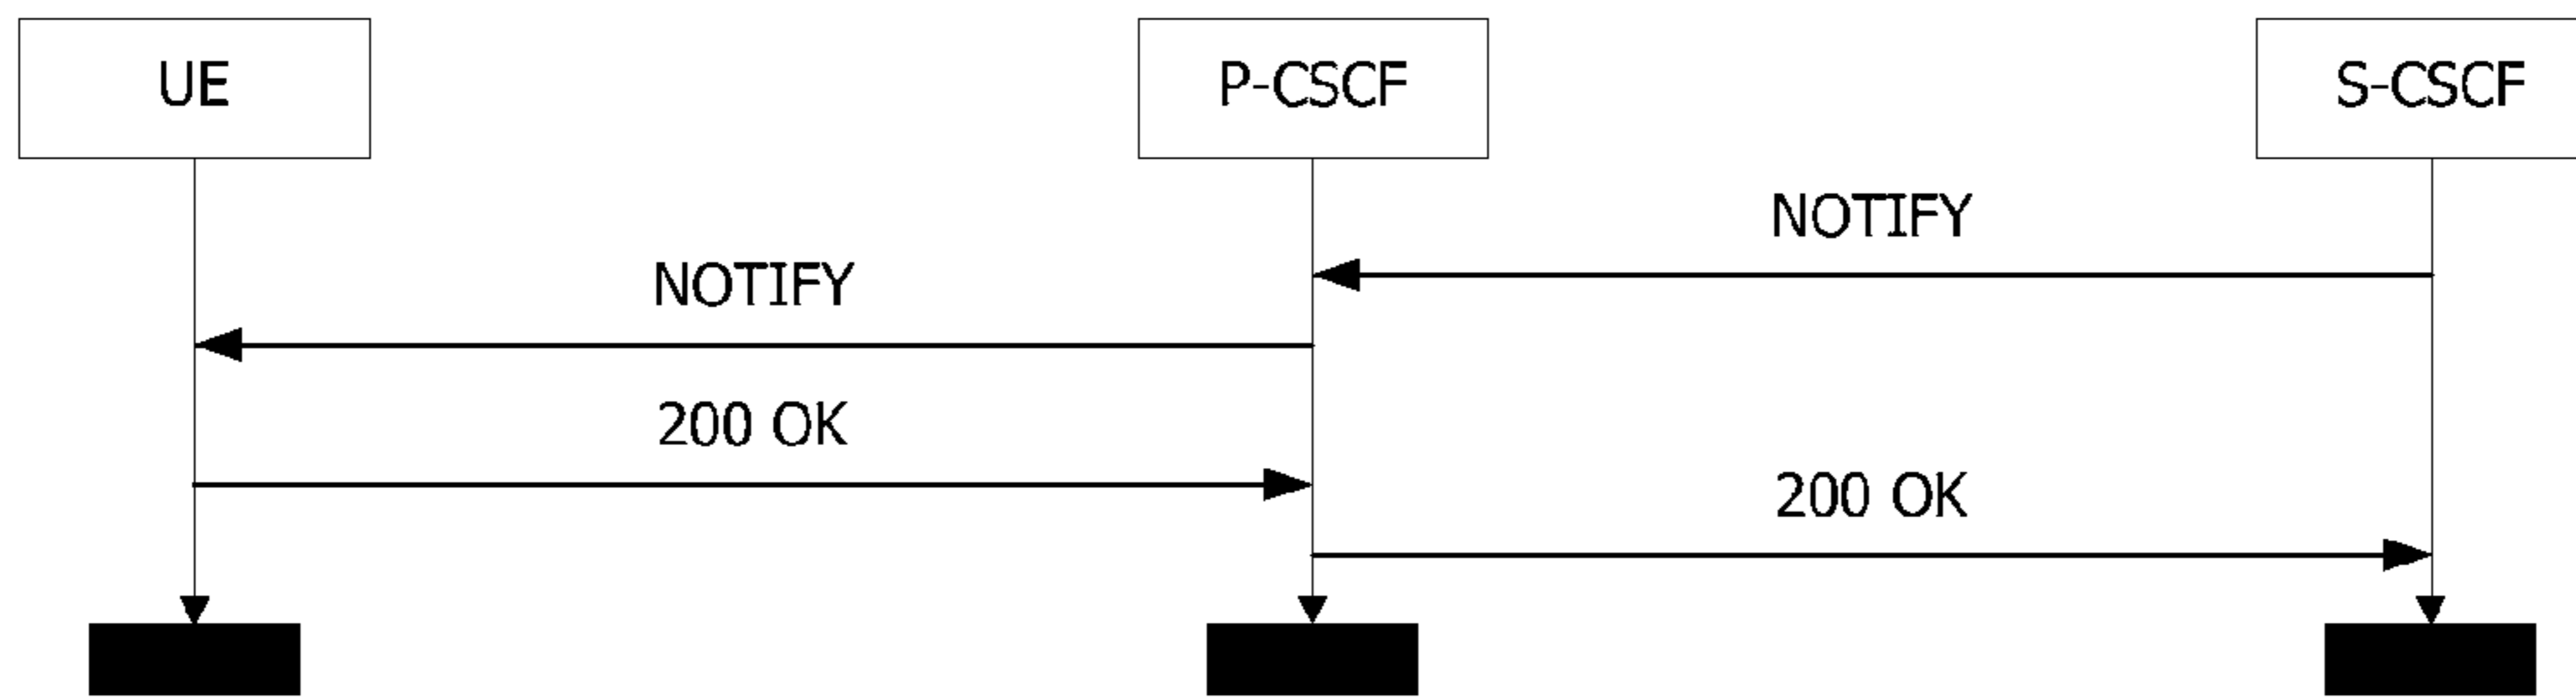 UE
P-CSCF
S-CSCF
NOTIFY
NOTIFY
200 OK
200 OK